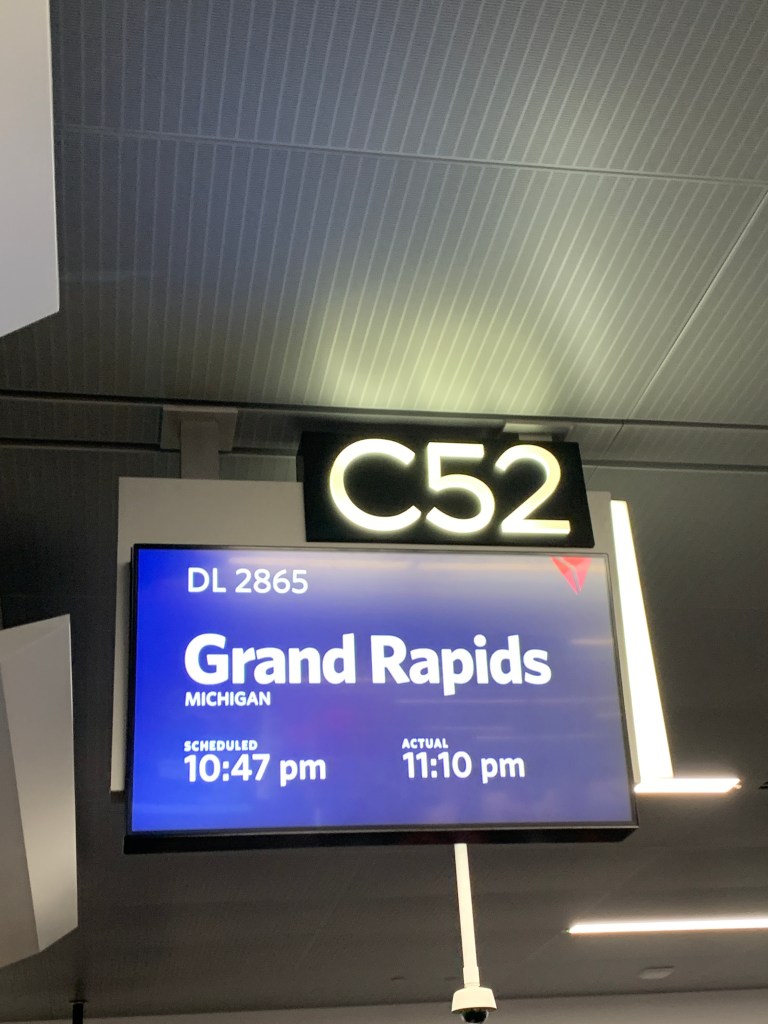 C52
DL 2865
Grand Rapids
MICHIGAN
SCHEDULED ACTUAL
10:47 pm 11:10 pm